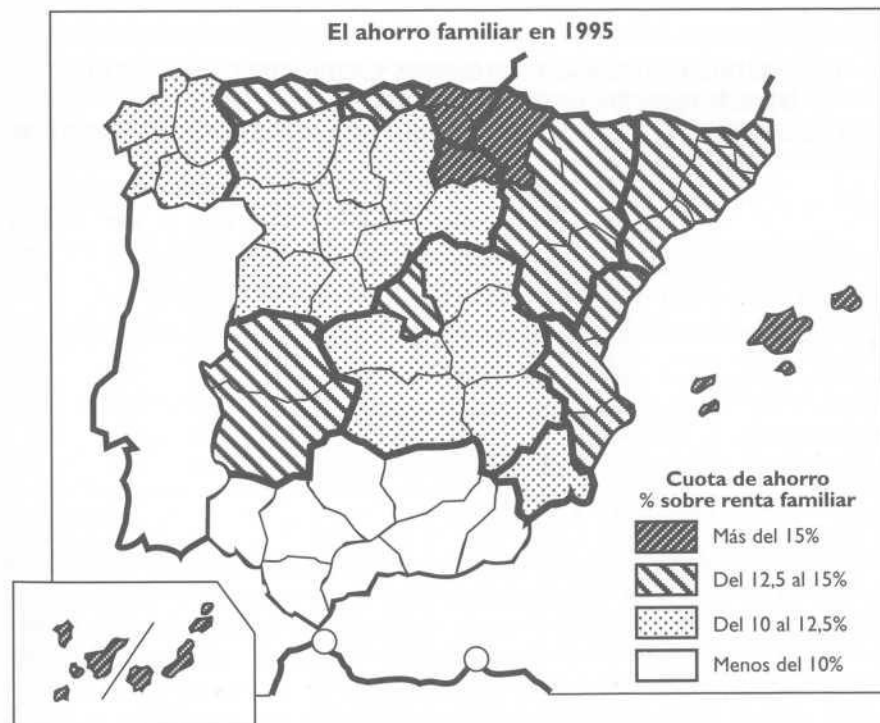 El ahorro familiar en 1995
Cuota de ahorro
% sobre renta familiar
Más del 15%
Del 12,5 al 15%
Del 10 al 12,5%
Menos del 10%